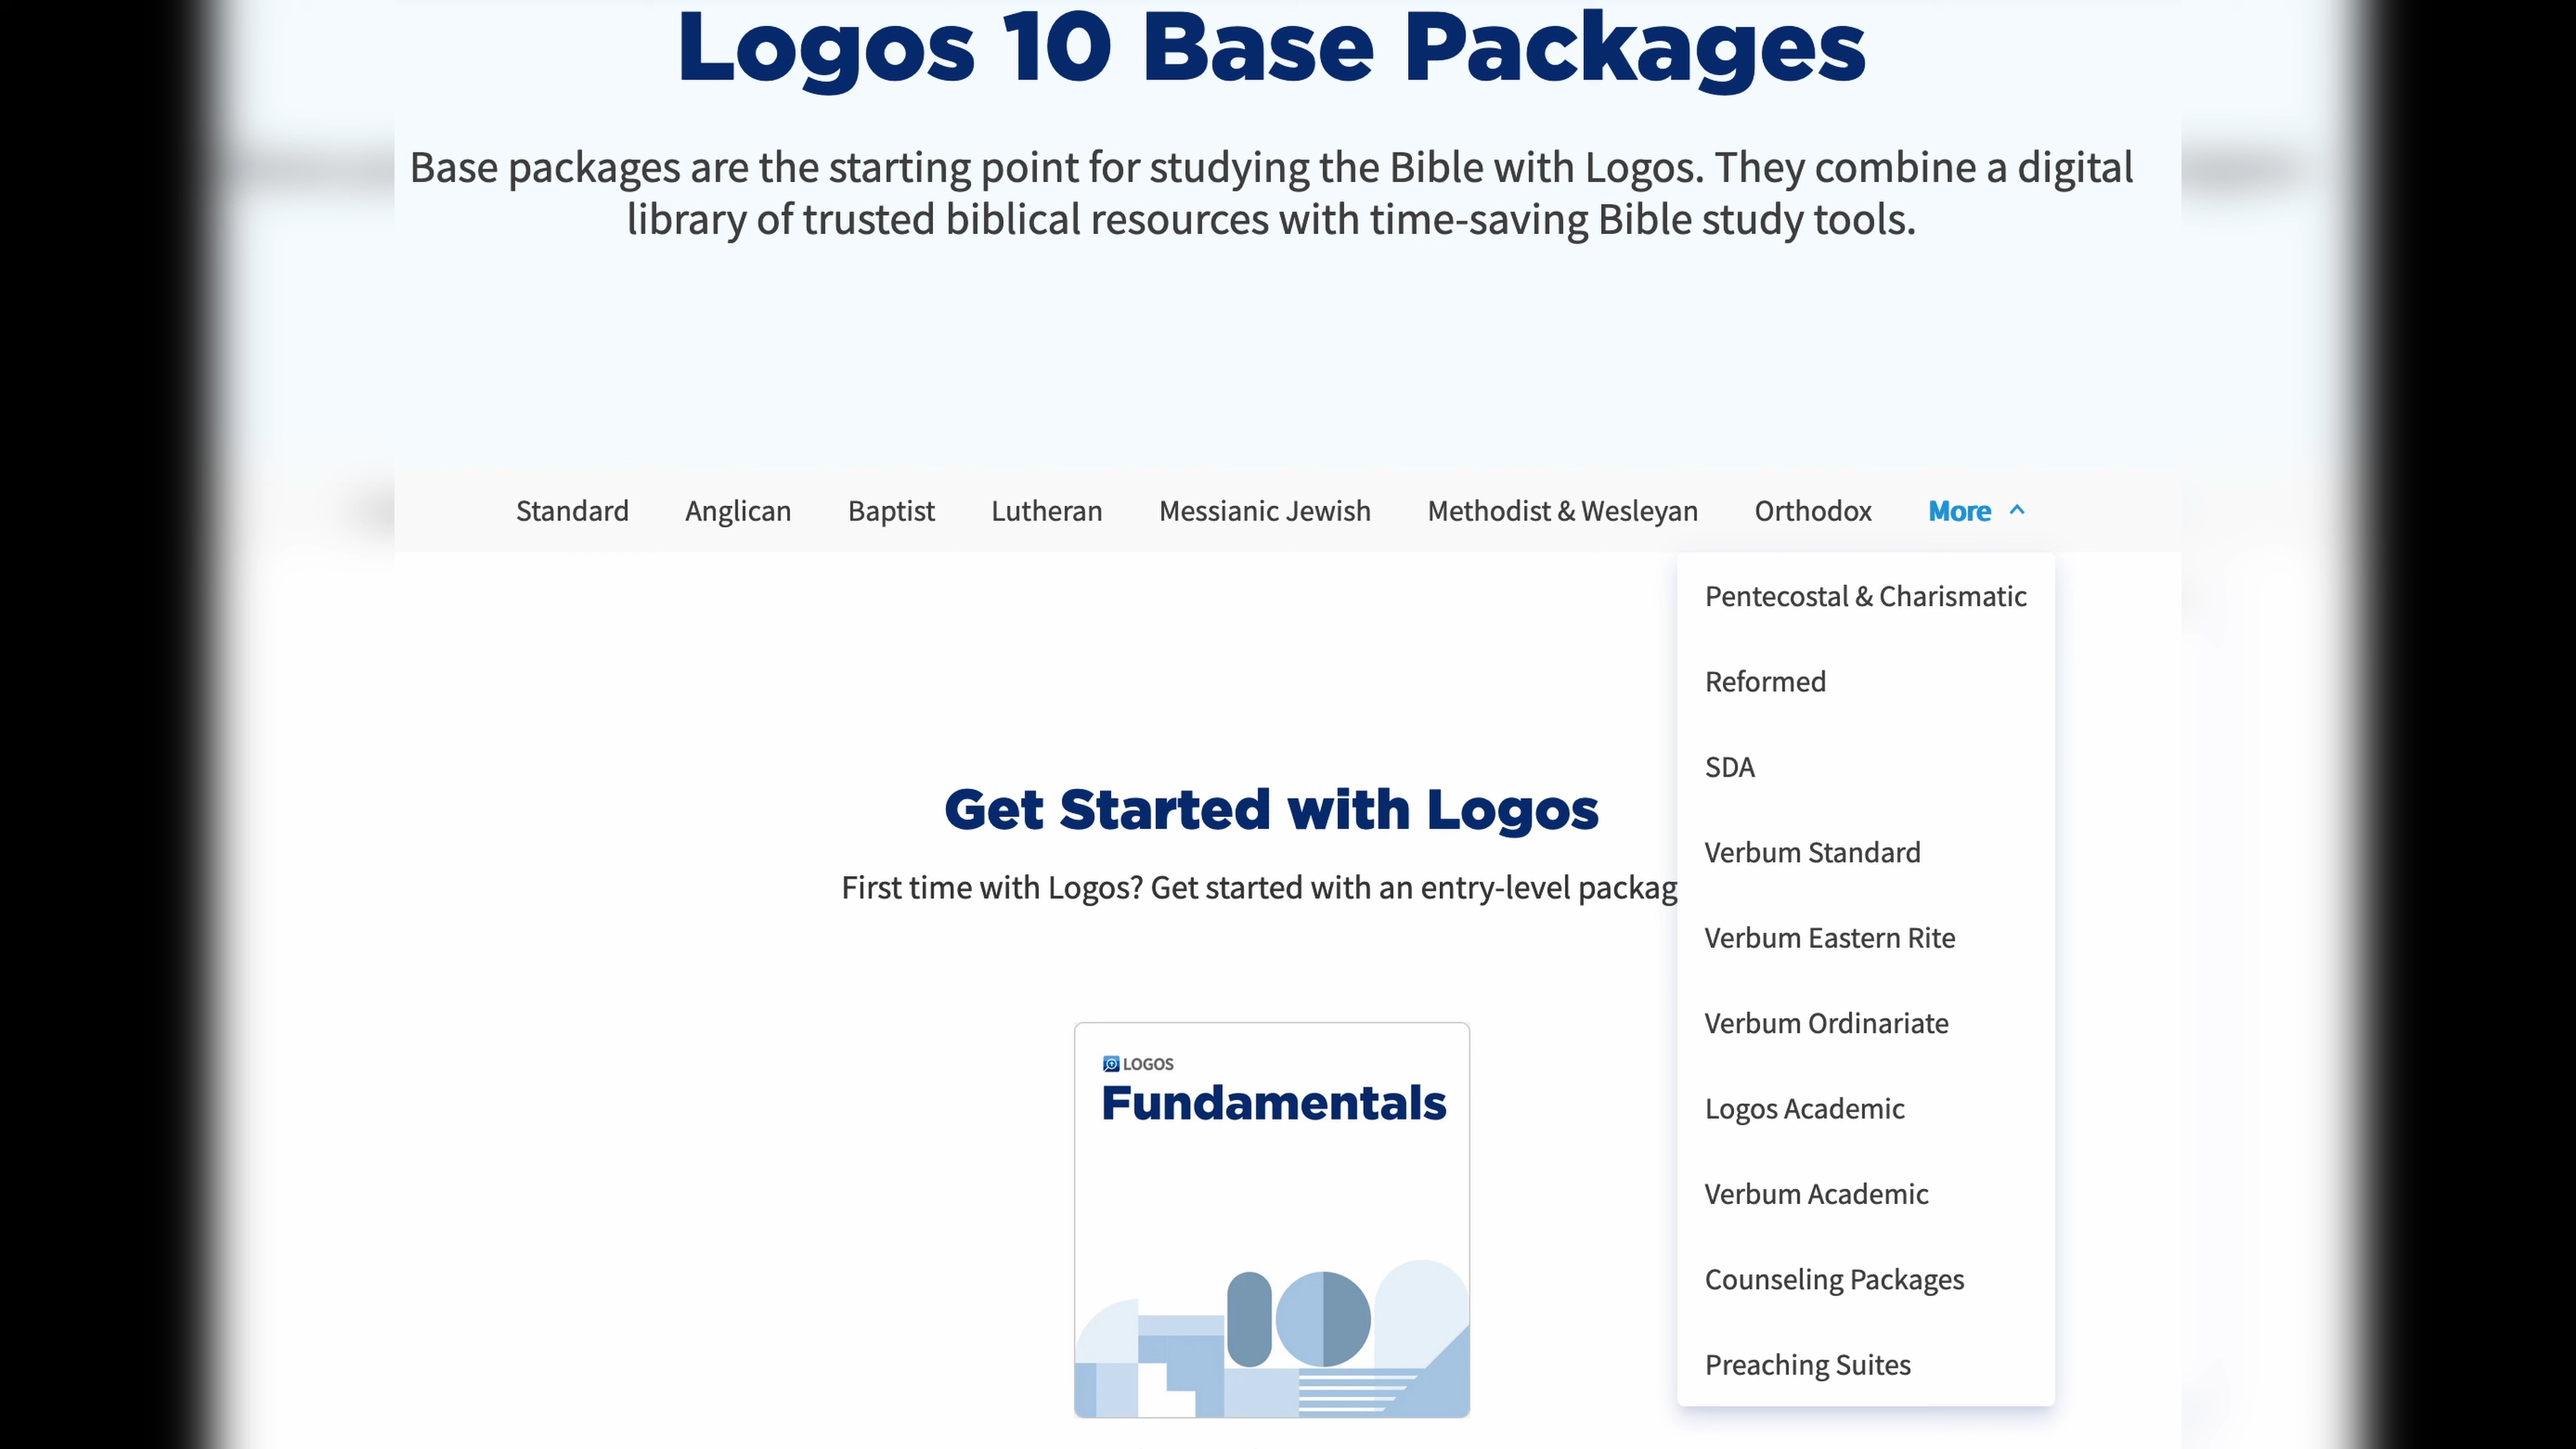 Logos 10 Base Packages
Base packages are the starting point for studying the Bible with Logos. They combine a digital
library of trusted biblical resources with time-saving Bible study tools.
Standard Anglican Baptist Lutheran Messianic Jewish Methodist & Wesleyan Orthodox More
Pentecostal & Charismatic
Reformed
SDA
Verbum Standard
Verbum Eastern Rite
Verbum Ordinariate
Logos Academic
Verbum Academic
Counseling Packages
Preaching Suites
Get Started with Logos
First time with Logos? Get started with an entry-level packag
LOGOS
Fundamentals